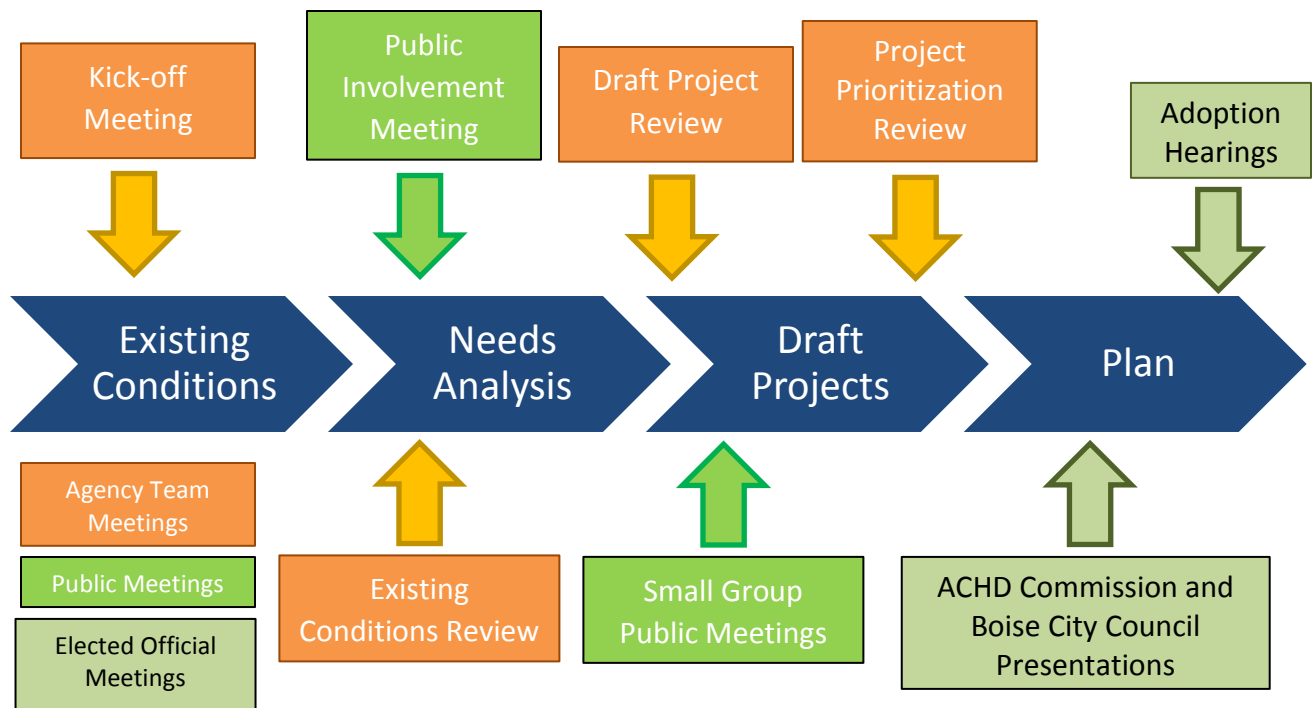 Kick-off
Meeting
Public
Involvement
Meeting
Draft Project
Review
Project
Prioritization
Review
Adoption
Hearings
Existing
Conditions
Needs
Analysis
Draft
Projects
Plan
Agency Team
Meetings
Public Meetings
Elected Official
Meetings
Existing
Conditions Review
Small Group
Public Meetings
ACHD Commission and
Boise City Council
Presentations